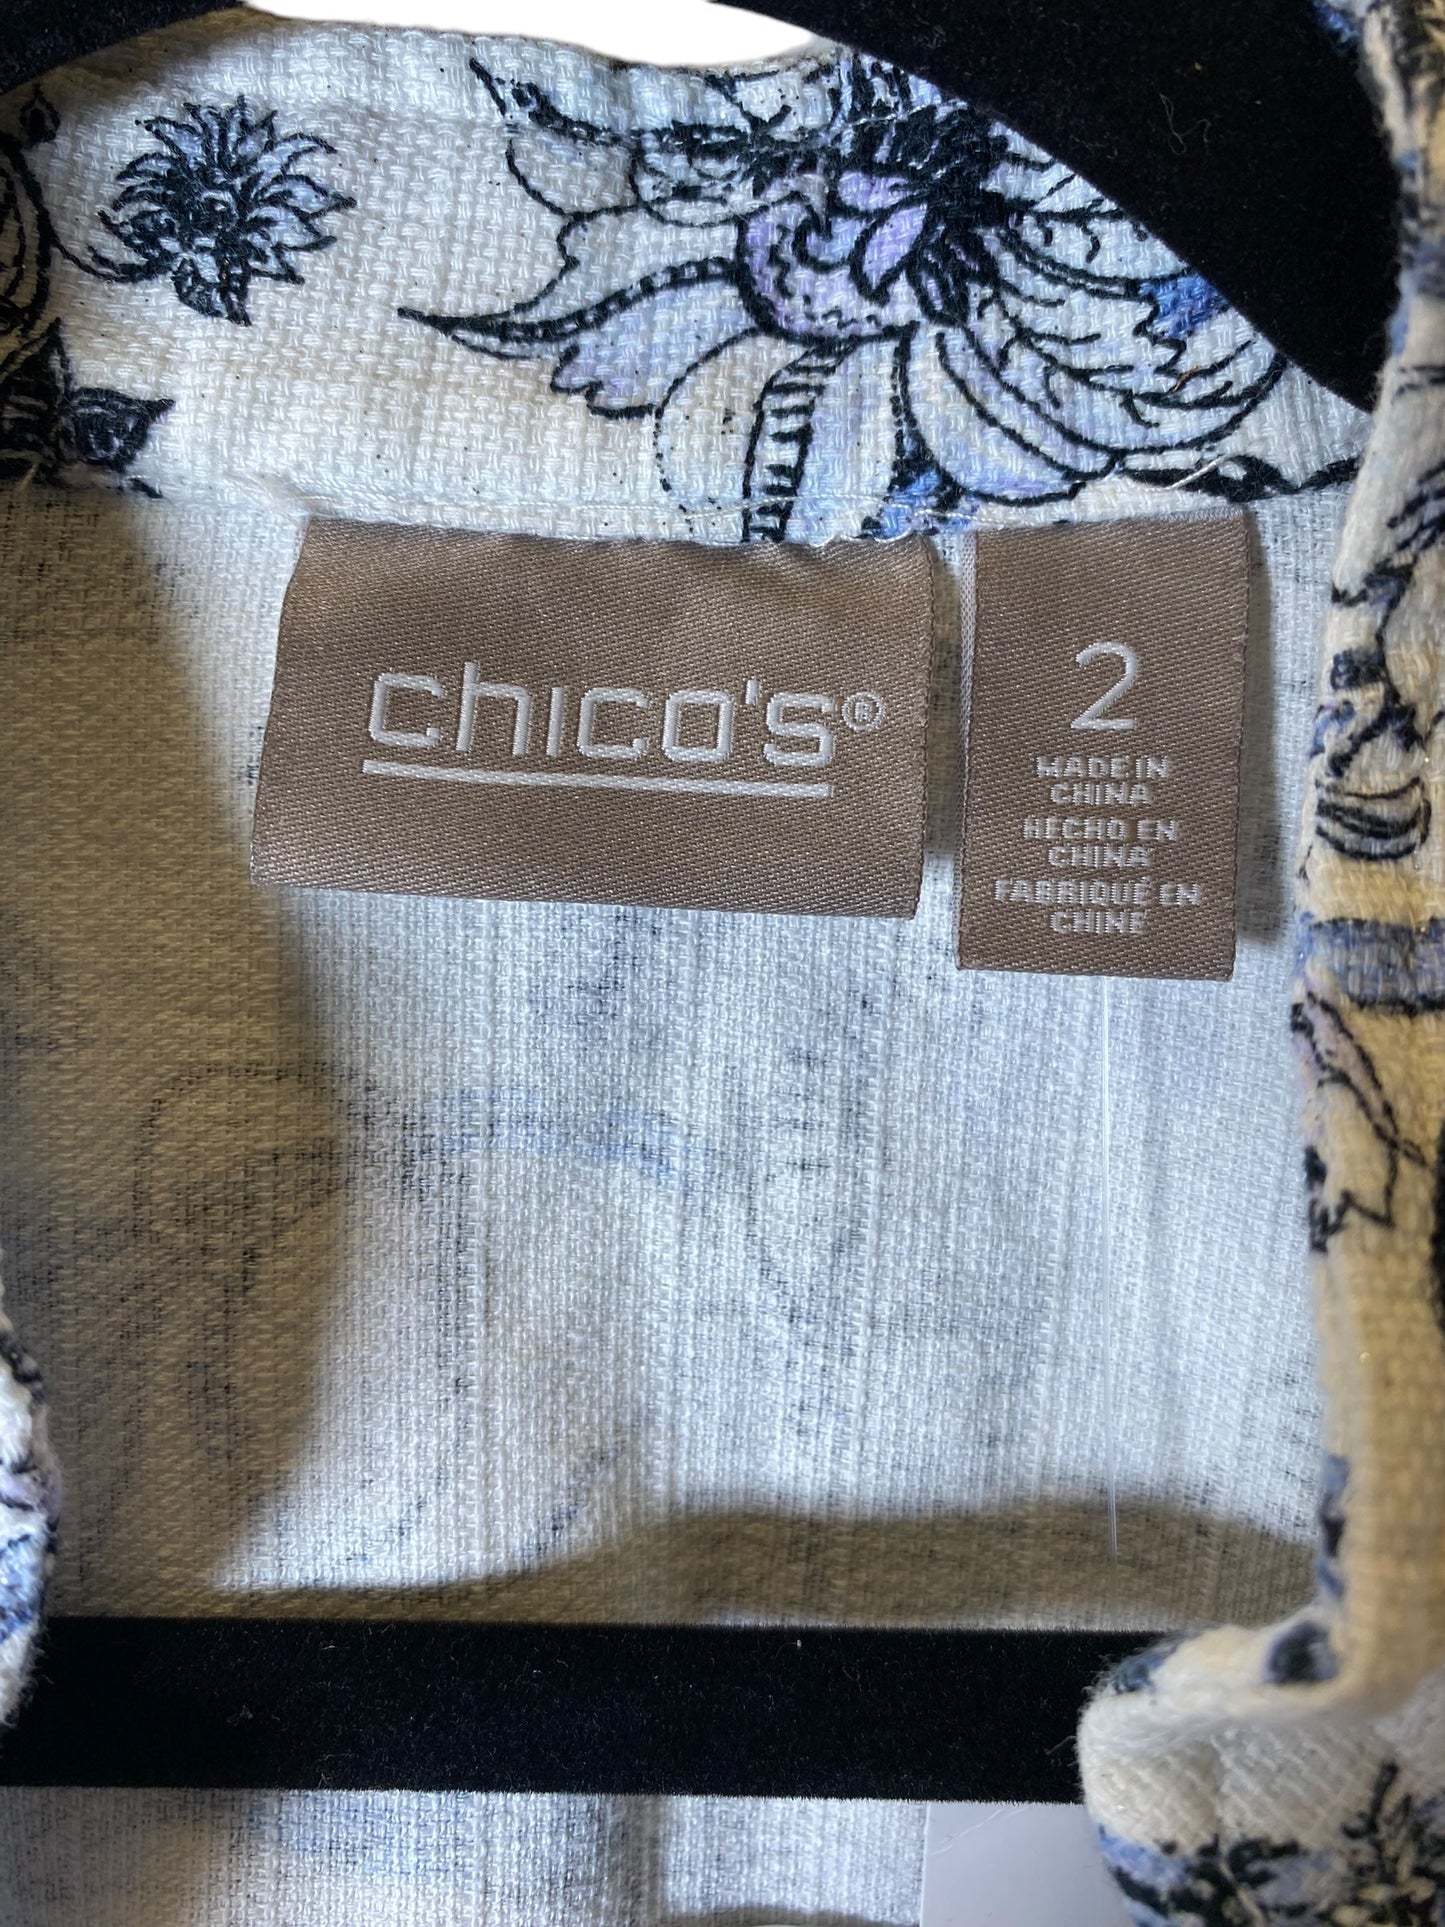 chico's®
2
MADE IN
CHINA
HECHO EN
CHINA
FABRIQUÉ EN
CHINE